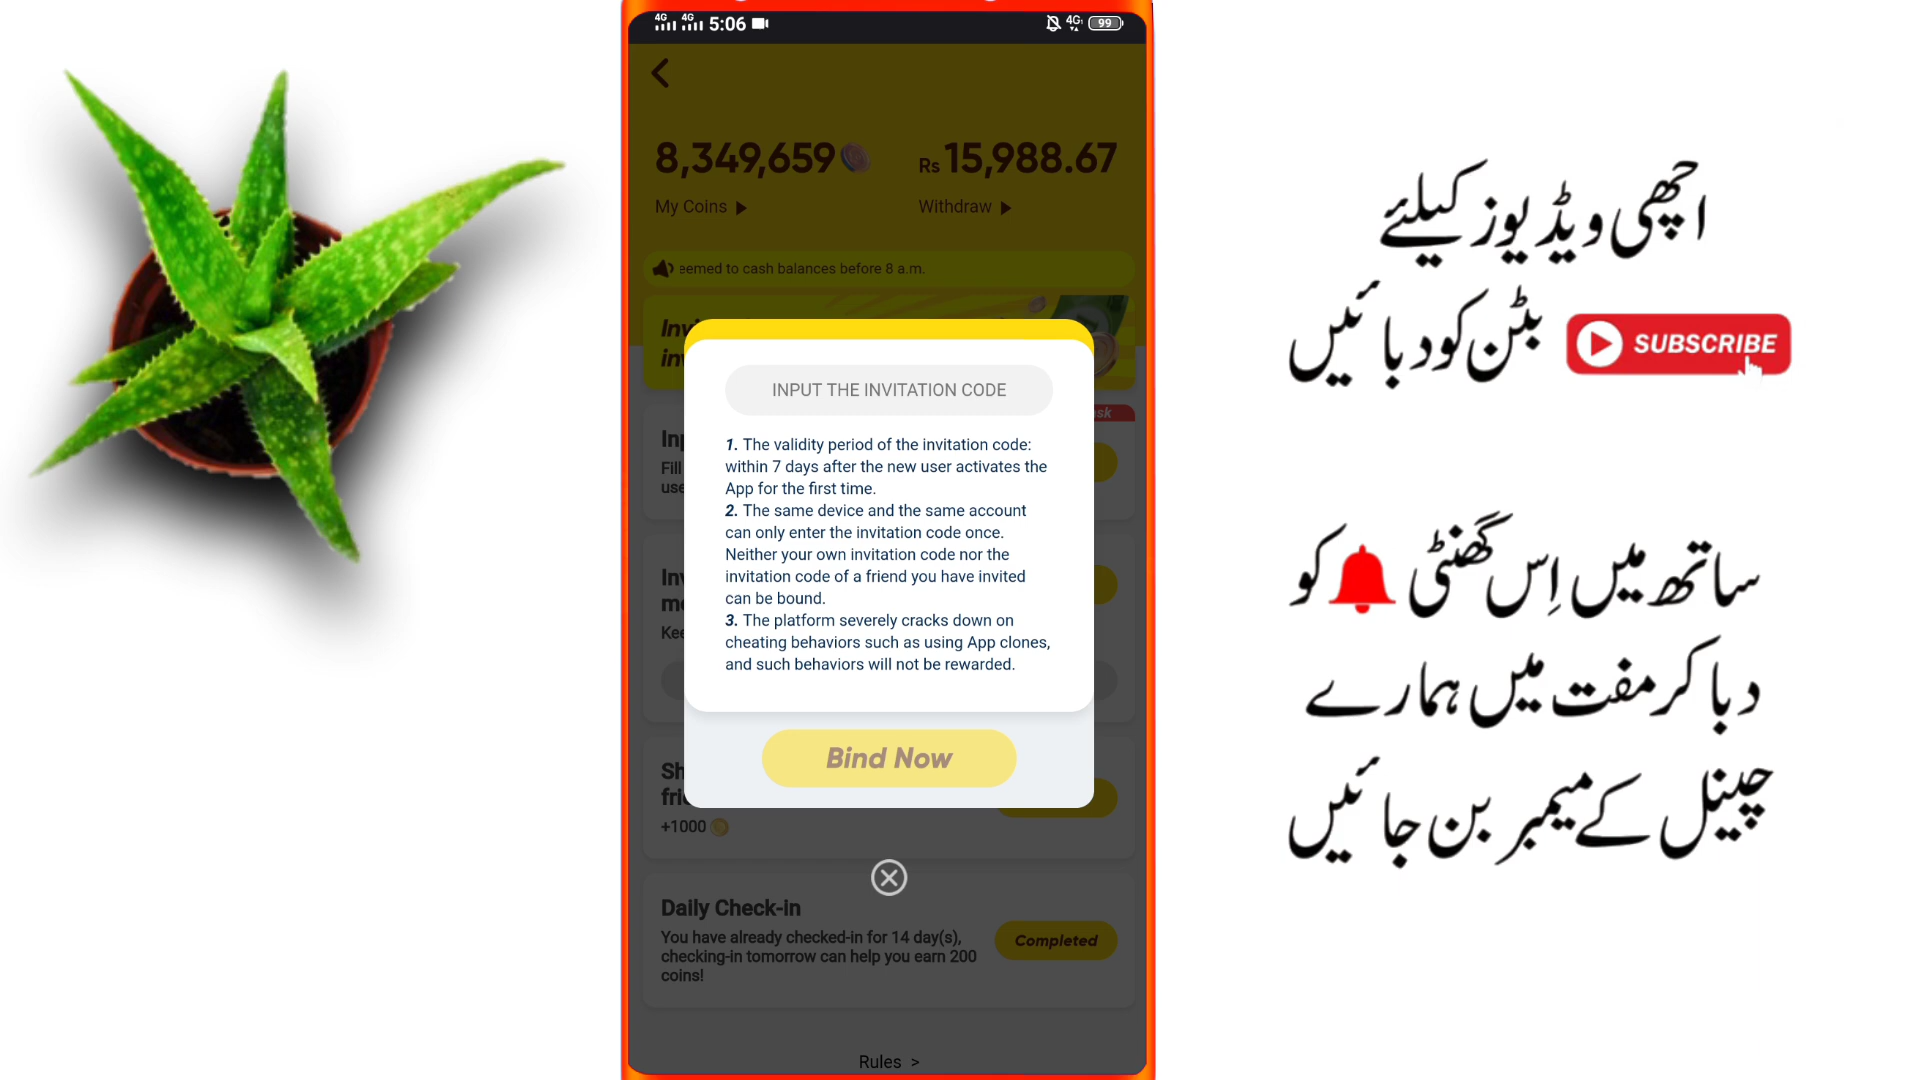 4G 4G 5:06
4G 99
8,349,659
Rs 15,988.67
My Coins
Withdraw
eemed to cash balances before 8 a.m.
INPUT THE INVITATION CODE
1. The validity period of the invitation code:
within 7 days after the new user activates the
App for the first time.
2. The same device and the same account
can only enter the invitation code once.
Neither your own invitation code nor the
invitation code of a friend you have invited
can be bound.
3. The platform severely cracks down on
cheating behaviors such as using App clones,
and such behaviors will not be rewarded.
Bind Now
+1000
Daily Check-in
You have already checked-in for 14 day(s),
checking-in tomorrow can help you earn 200
coins!
Completed
Rules >
اچھی ویڈیوز کیلئے
بٹن کو دبائیں
SUBSCRIBE
ساتھ میں اِس گھنٹی کو
دبا کر مفت میں ہمارے
چینل کے میمبر بن جائیں